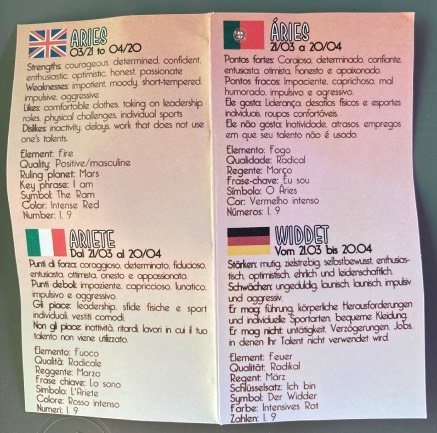 ARIES
03/21 to 04/20
Strengths: courageous, determined, confident,
enthusiastic, optimistic, honest, passionate
Weaknesses: impatient, moody, short-tempered,
impulsive, aggressive
Likes: comfortable clothes, taking on leadership
roles, physical challenges, individual sports
Dislikes: inactivity, delays, work that does not use
one's talents.
Element: Fire
Quality: Positive/masculine
Ruling planet: Mars
Key phrase: I am
Symbol: The Ram
Color: Intense Red
Number: 1, 9
ÁRIES
21/03 a 20/04
Pontos fortes: Corajosa, determinado, confiante,
entusiasta, otimista, honesto e apaixonado.
Pontos fracos: Impaciente, caprichoso, mal
humorado, impulsivo e agressivo.
Ele gosta: Liderança, desafios físicos e esportes
individuais, roupas confortáveis.
Ele não gosta: Inatividade, atrasos, empregos
em que seu talento não é usado.
Elemento: Fogo
Qualidade: Radical
Regente: Março
Frase-chave: Eu sou
Símbolo: O Áries
Cor: Vermelho intenso
Números: 1, 9
ARIETE
Dal 21/03 al 20/04
Punti di forza: coraggioso, determinato, fiducioso,
entusiasta, ottimista, onesto e appassionato.
Punti deboli: impaziente, capriccioso, lunatico,
impulsivo e aggressivo.
Gli piace: leadership, sfide fisiche e sport
individuali, vestiti comodi.
Non gli piace: inattività, ritardi, lavori in cui il tuo
talento non viene utilizzato.
Elemento: Fuoco
Qualità: Radicale
Reggente: Marzo
Frase chiave: Lo sono
Simbolo: L'Ariete
Colore: Rosso intenso
Numeri: 1, 9
WIDDET
Vom 21.03 bis 20.04
Stärken: mutig, zielstrebig, selbstbewusst, enthusias-
tisch, optimistisch, ehrlich und leidenschaftlich.
Schwächen: ungeduldig, launisch, launisch, impulsiv
und aggressiv.
Er mag: Führung, körperliche Herausforderungen
und individuelle Sportarten, bequeme Kleidung.
Er mag nicht: untätigkeit, Verzögerungen, Jobs,
in denen Ihr Talent nicht verwendet wird.
Element: Feuer
Qualität: Radikal
Regent: März
Schlüsselsatz: Ich bin
Symbol: Der Widder
Farbe: Intensives Rot
Zahlen: 1, 9